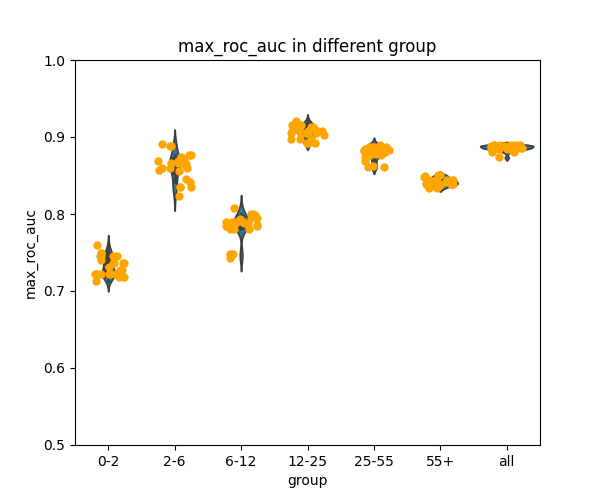 max_roc_auc in different group
1.0
0.9
0.8
0.7
0.6
0.5
max_roc_auc
0-2 2-6 6-12 12-25 25-55 55+ all
group